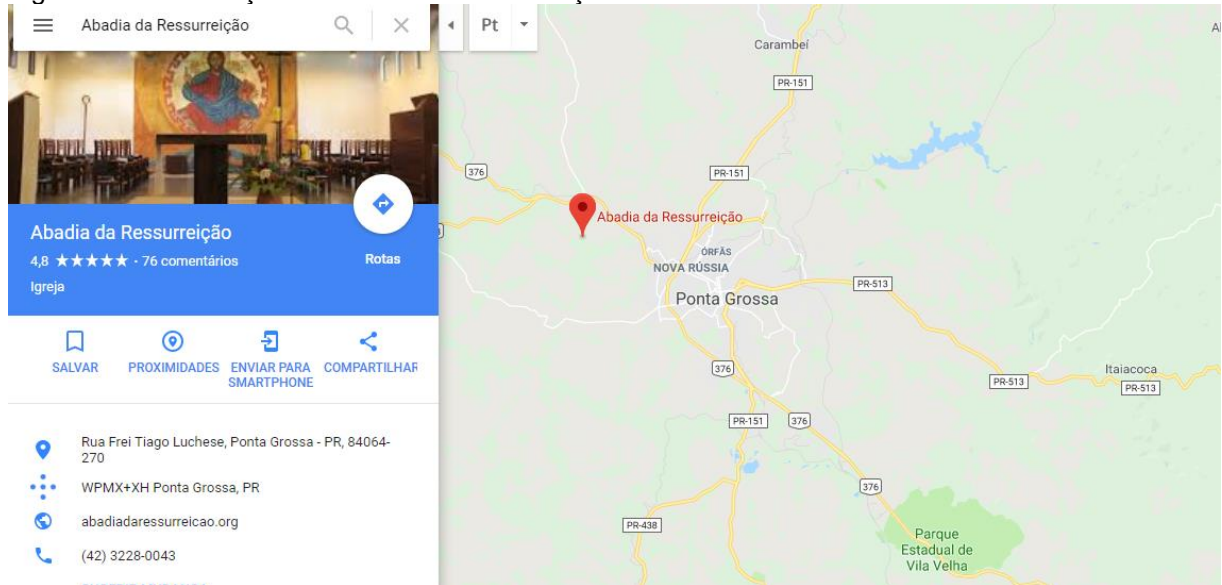 Abadia da Ressurreição
Pt
Abadia da Ressurreição
4,8 ★★★★★ · 76 comentários
Igreja
Rotas
SALVAR
PROXIMIDADES
ENVIAR PARA
SMARTPHONE
COMPARTILHAR
Rua Frei Tiago Luchese, Ponta Grossa - PR, 84064-
270
WPMX+XH Ponta Grossa, PR
abadiadaressurreicao.org
(42) 3228-0043
Carambeí
PR-151
376
PR-151
Abadia da Ressurreição
ÓRFÃS
NOVA RÚSSIA
PR-513
Ponta Grossa
376
Itaiacoca
PR-513
PR-513
PR-151
376
376
PR-438
Parque
Estadual de
Vila Velha